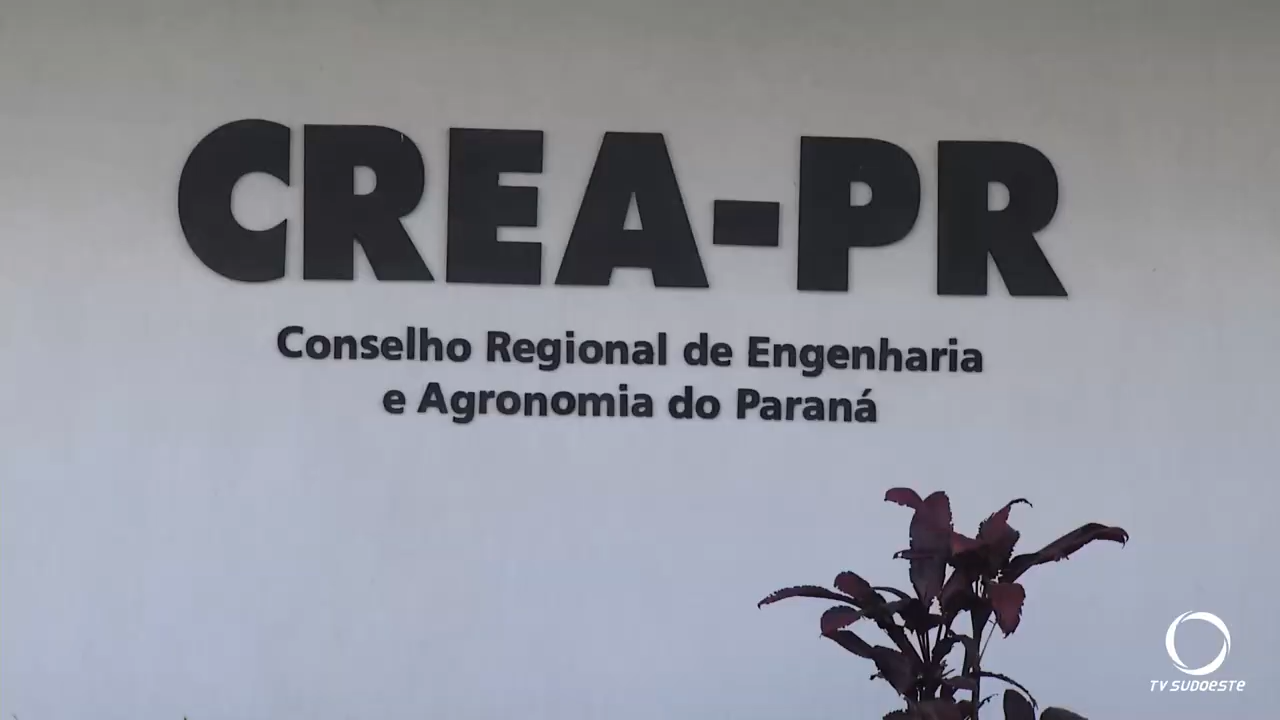 CREA-PR
Conselho Regional de Engenharia
e Agronomia do Paraná
TV SUDOESTE